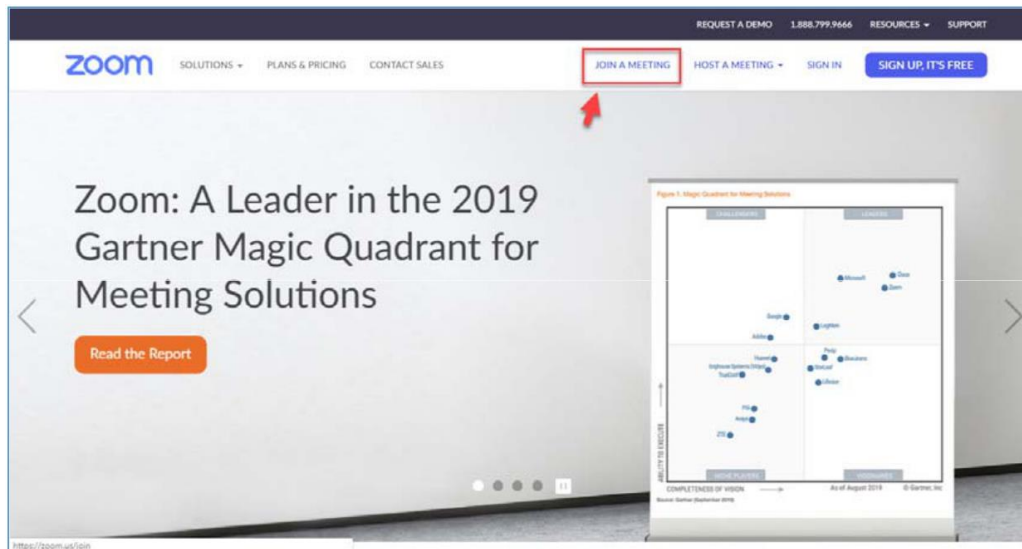 REQUEST A DEMO 1.888.799.9666 RESOURCES SUPPORT
zoom SOLUTIONS PLANS & PRICING CONTACT SALES JOIN A MEETING HOST A MEETING SIGN IN SIGN UP, IT'S FREE
Zoom: A Leader in the 2019
Gartner Magic Quadrant for
Meeting Solutions
Read the Report
Figure 1. Magic Quadrant for Meeting Solutions
CHALLENGERS LEADERS
Microsoft Cisco
Zoom
Google
LogMeIn
Adobe
Huawei
Pexip
BlueJeans
StarLeaf
TrueConf
Lifesize
PGi
Avaya
ZTE
ABILITY TO EXECUTE
NICHE PLAYERS VISIONARIES
COMPLETENESS OF VISION As of August 2019 © Gartner, Inc
Source: Gartner (September 2019)
https://zoom.us/join